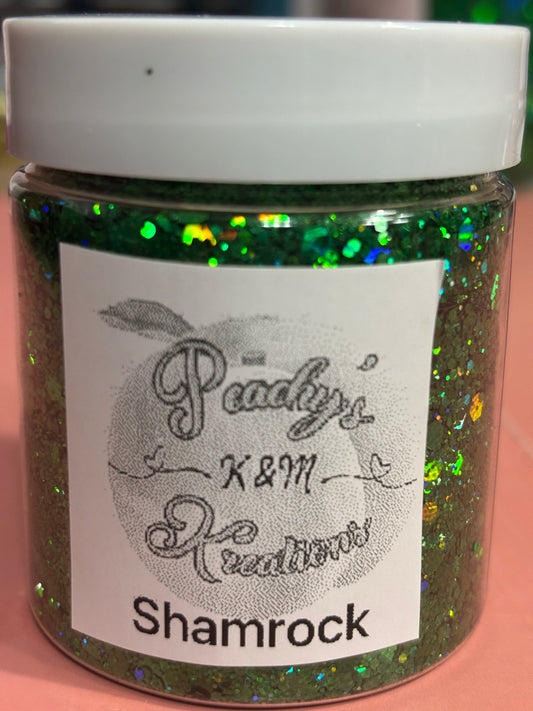 Peachy's
K & M
Kreations
Shamrock